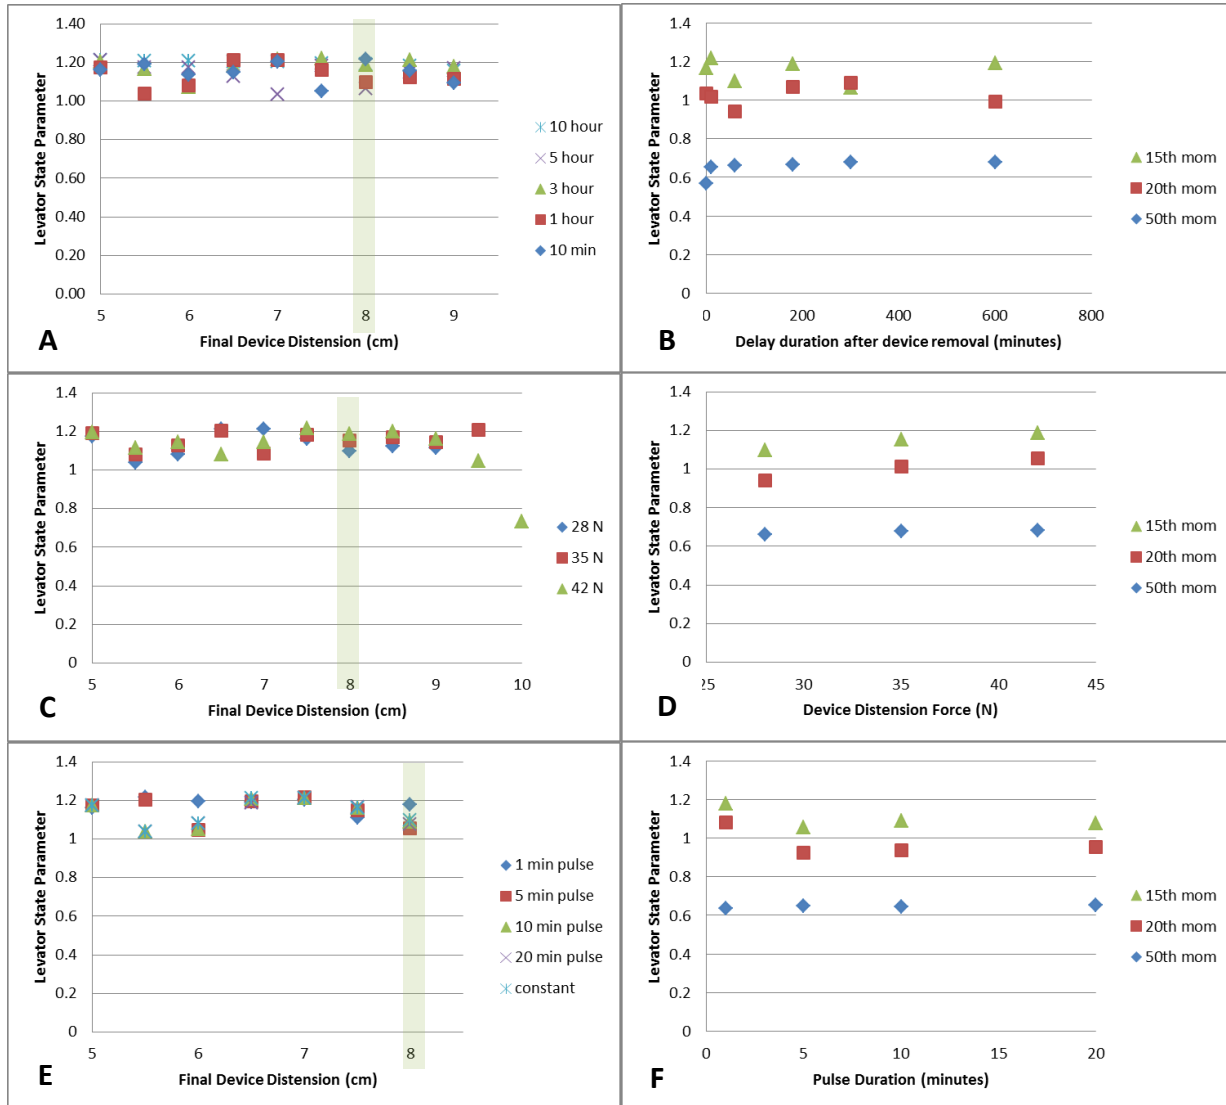 1.40
1.20
1.00
0.80
0.60
0.40
0.20
0.00
Levator State Parameter
5 6 7 8 9
Final Device Distension (cm)
10 hour
5 hour
3 hour
1 hour
10 min
A
1.4
1.2
1
0.8
0.6
0.4
0.2
0
Levator State Parameter
0 200 400 600 800
Delay duration after device removal (minutes)
15th mom
20th mom
50th mom
B
1.4
1.2
1
0.8
0.6
0.4
0.2
0
Levator State Parameter
5 6 7 8 9 10
Final Device Distension (cm)
28 N
35 N
42 N
C
1.4
1.2
1
0.8
0.6
0.4
0.2
0
Levator State Parameter
25 30 35 40 45
Device Distension Force (N)
15th mom
20th mom
50th mom
D
1.4
1.2
1
0.8
0.6
0.4
0.2
0
Levator State Parameter
5 6 7 8
Final Device Distension (cm)
1 min pulse
5 min pulse
10 min pulse
20 min pulse
constant
E
1.4
1.2
1
0.8
0.6
0.4
0.2
0
Levator State Parameter
0 5 10 15 20
Pulse Duration (minutes)
15th mom
20th mom
50th mom
F